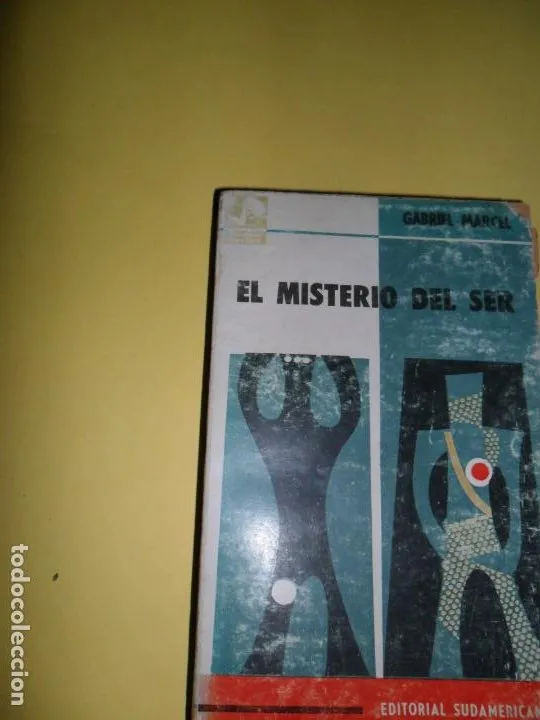 GABRIEL MARCEL
EL MISTERIO DEL SER
EDITORIAL SUDAMERICAN
todocoleccion